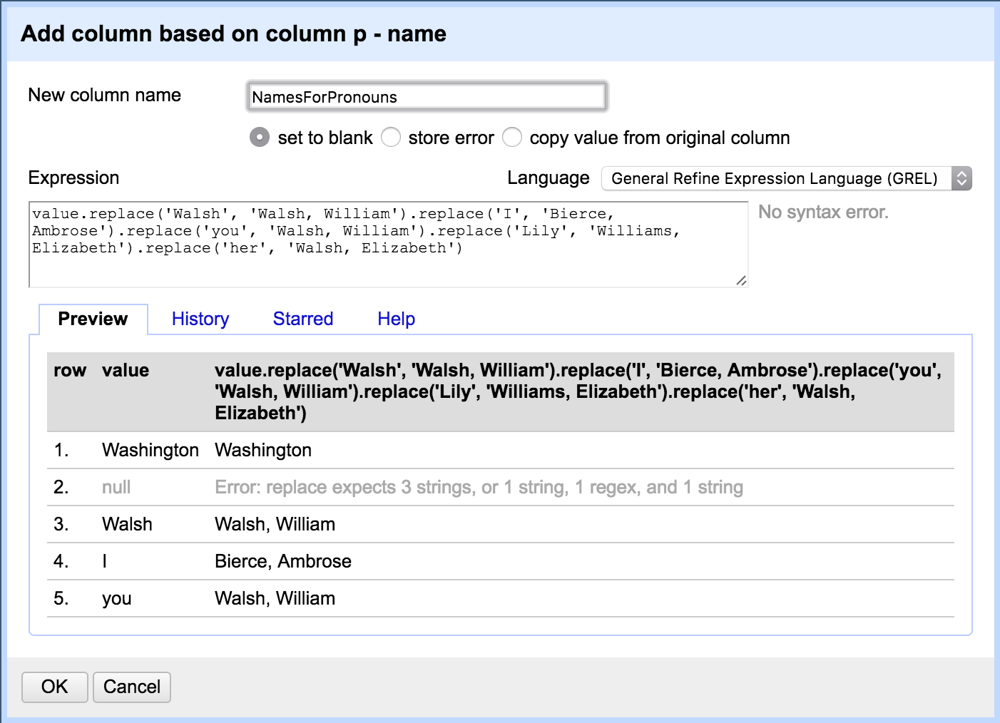 Add column based on column p - name
New column name
NamesForPronouns
set to blank store error copy value from original column
Expression Language General Refine Expression Language (GREL)
value.replace('Walsh', 'Walsh, William').replace('I', 'Bierce,
Ambrose').replace('you', 'Walsh, William').replace('Lily', 'Williams,
Elizabeth').replace('her', 'Walsh, Elizabeth')
No syntax error.
Preview History Starred Help
row value value.replace('Walsh', 'Walsh, William').replace('I', 'Bierce, Ambrose').replace('you',
'Walsh, William').replace('Lily', 'Williams, Elizabeth').replace('her', 'Walsh,
Elizabeth')
1. Washington Washington
2. null Error: replace expects 3 strings, or 1 string, 1 regex, and 1 string
3. Walsh Walsh, William
4. I Bierce, Ambrose
5. you Walsh, William
OK Cancel